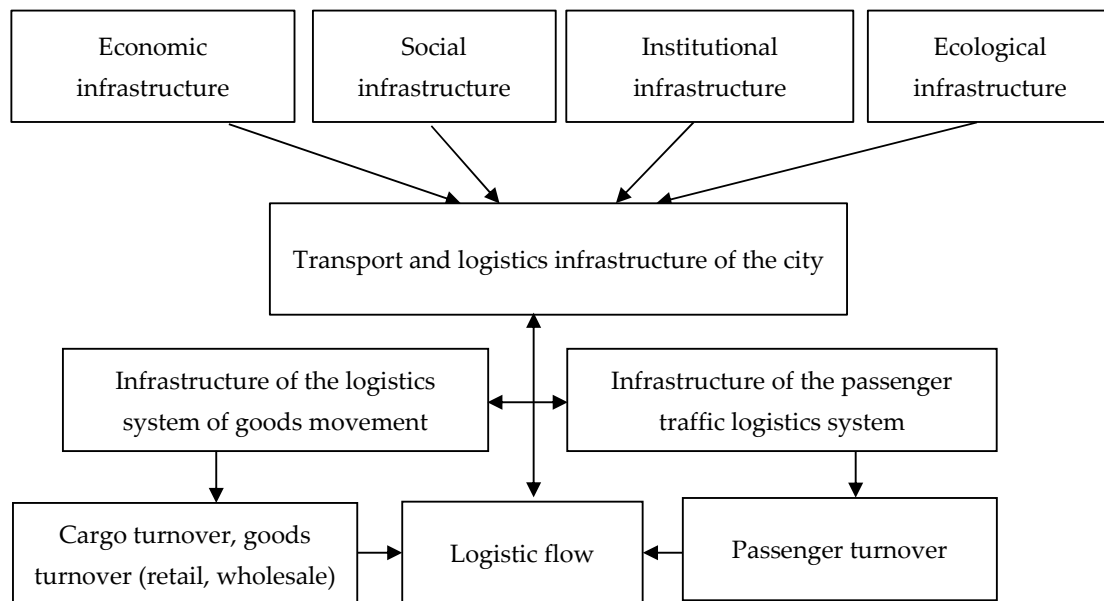 Economic
infrastructure
Social
infrastructure
Institutional
infrastructure
Ecological
infrastructure
Transport and logistics infrastructure of the city
Infrastructure of the logistics
system of goods movement
Infrastructure of the passenger
traffic logistics system
Cargo turnover, goods
turnover (retail, wholesale)
Logistic flow
Passenger turnover